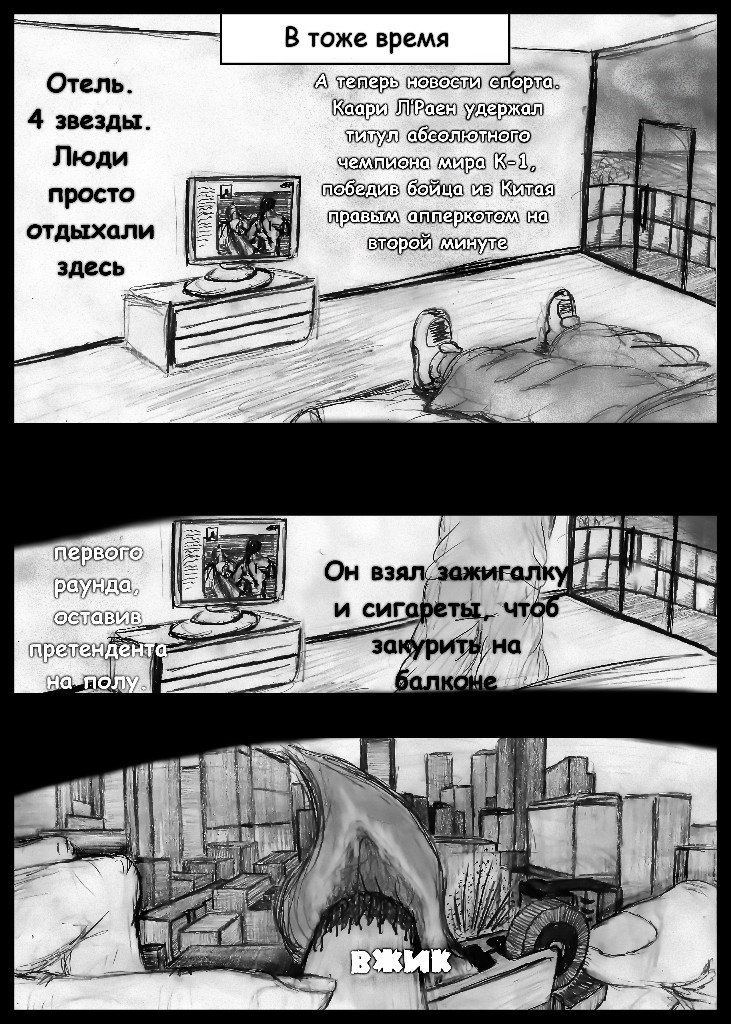 В тоже время
Отель.
4 звезды.
Люди
просто
отдыхали
здесь
А теперь новости спорта.
Каари Л'Раен удержал
титул абсолютного
чемпиона мира К-1,
победив бойца из Китая
правым апперкотом на
второй минуте
первого
раунда,
оставив
претендента
на полу.
Он взял зажигалку
и сигареты, чтоб
закурить на
балконе
вжик